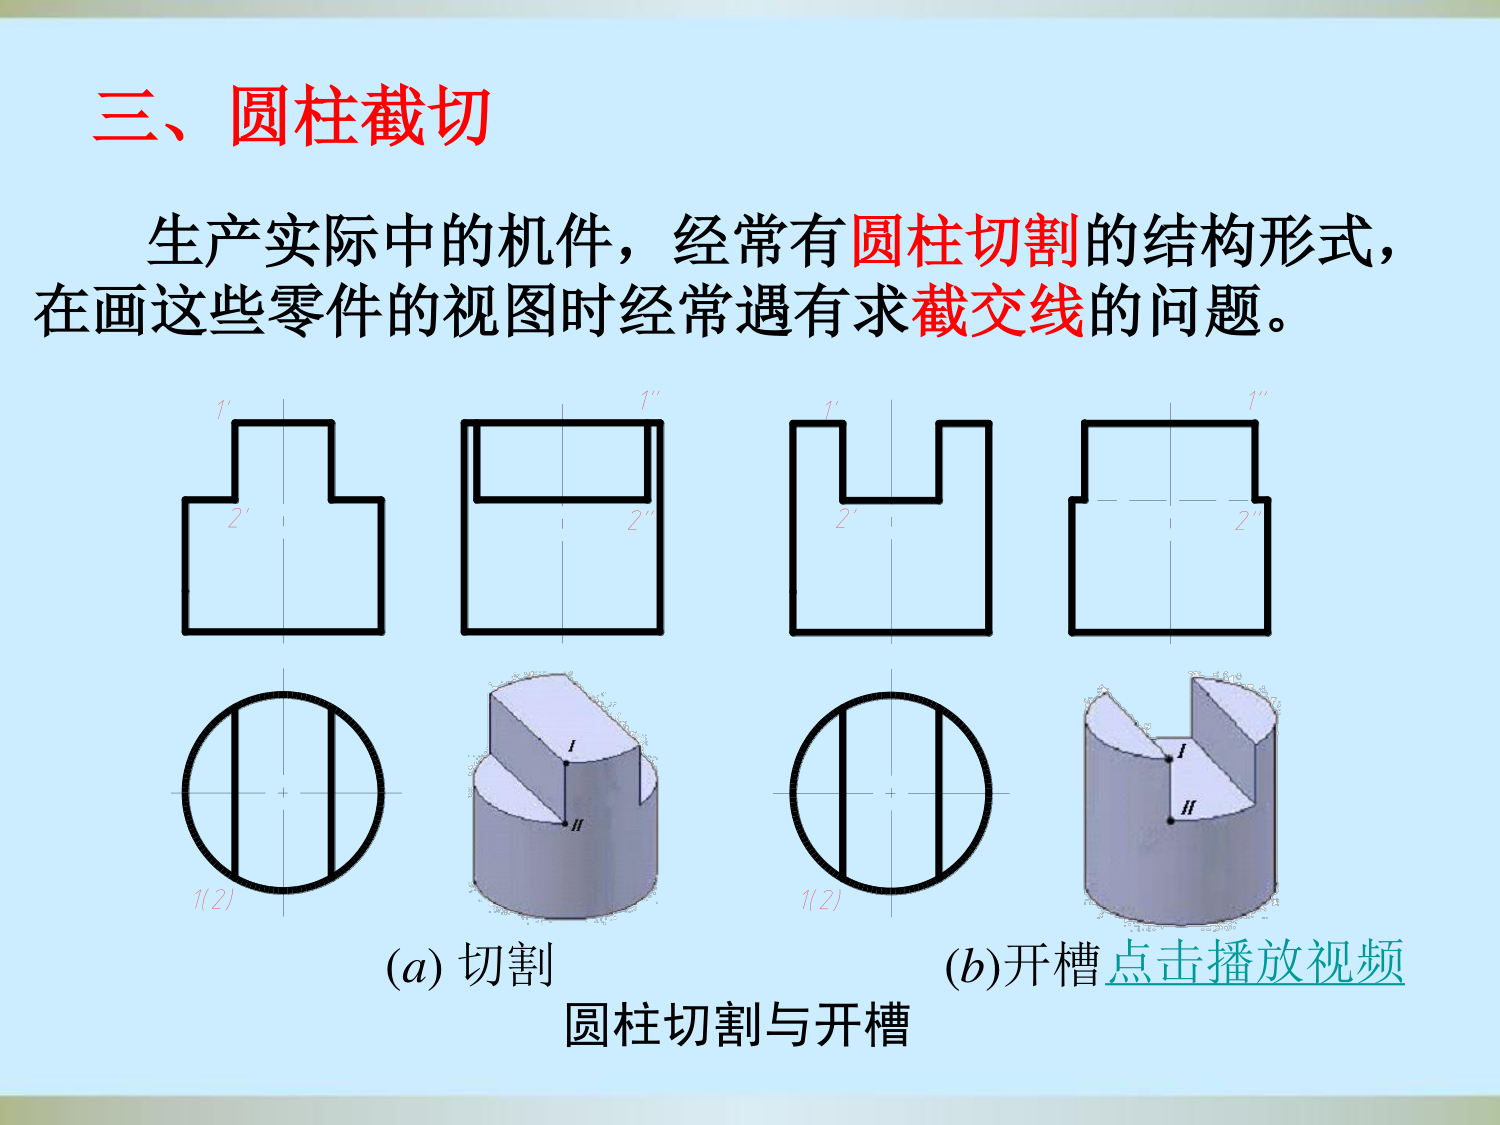 三、圆柱截切
生产实际中的机件，经常有圆柱切割的结构形式，
在画这些零件的视图时经常遇有求截交线的问题。
1′ 1″ 1′ 1″
2′ 2″ 2′ 2″
I I
II II
1(2) 1(2)
(a) 切割 (b)开槽点击播放视频
圆柱切割与开槽